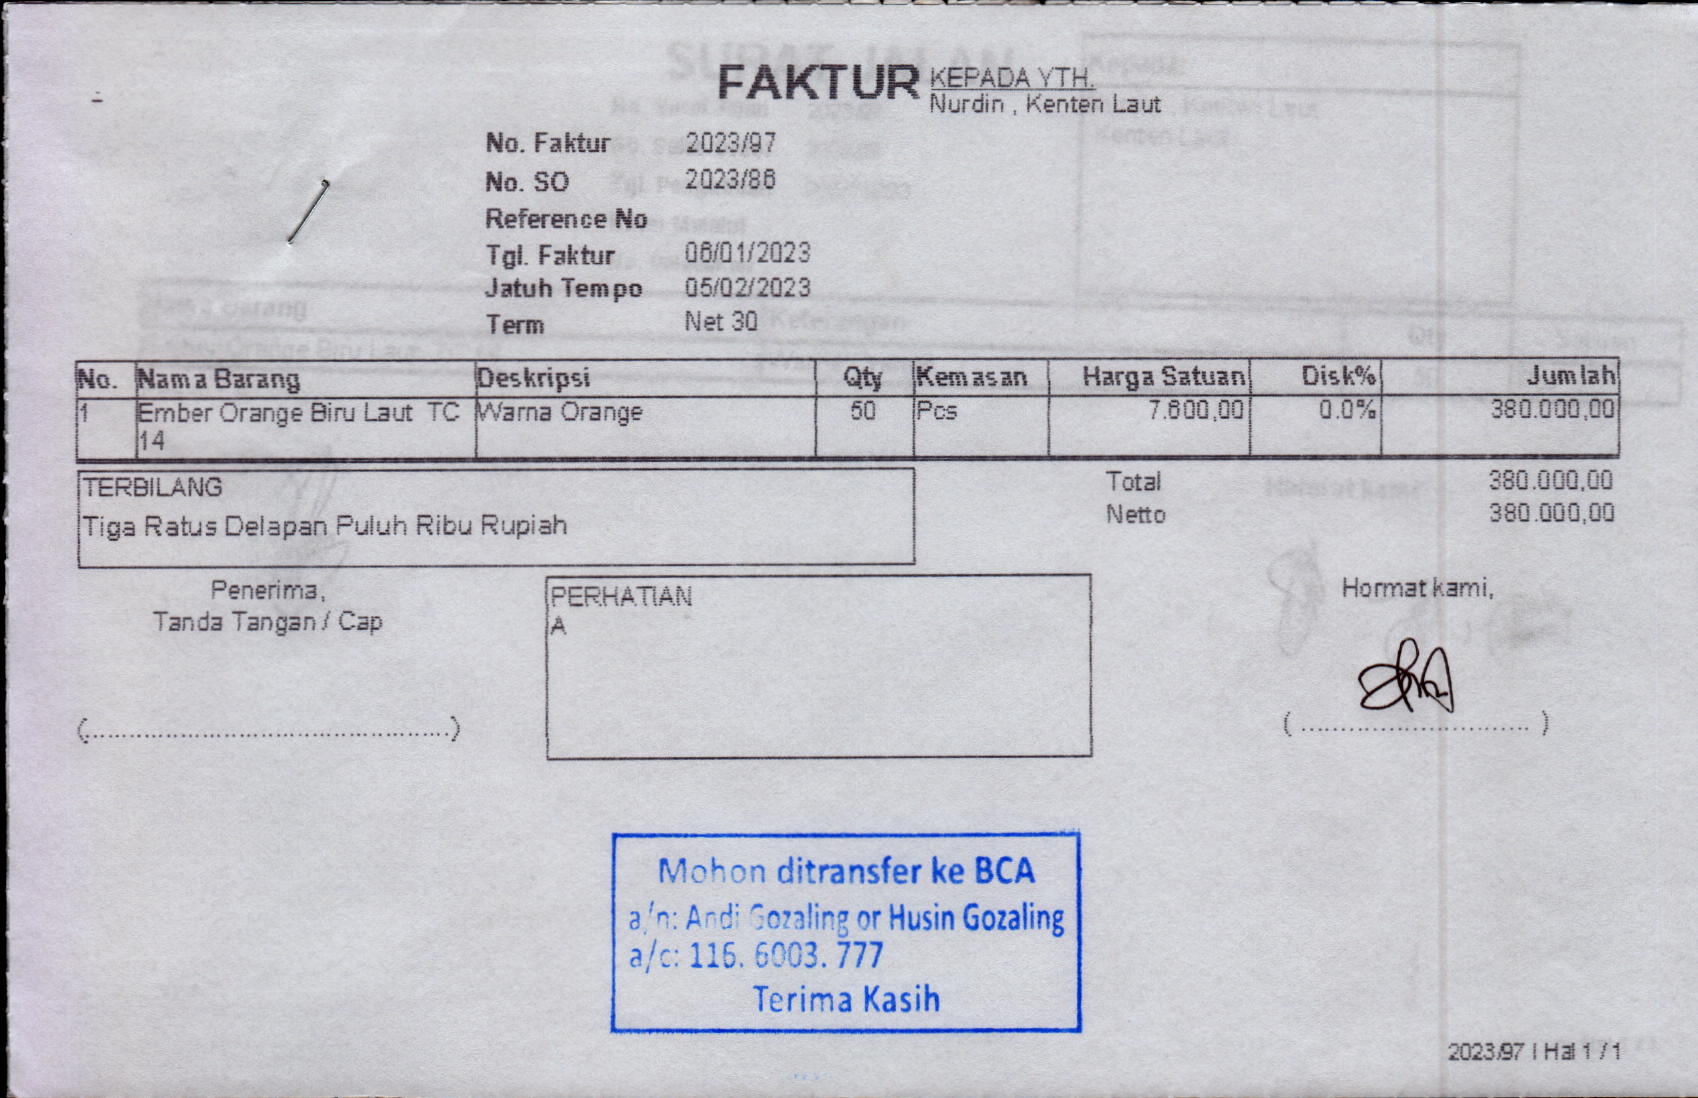 FAKTUR KEPADA YTH.
Nurdin , Kenten Laut
No. Faktur 2023/97
No. SO 2023/86
Reference No
Tgl. Faktur 06/01/2023
Jatuh Tempo 05/02/2023
Term Net 30
No. Nama Barang Deskripsi Qty Kemasan Harga Satuan Disk% Jumlah
1 Ember Orange Biru Laut TC Warna Orange 50 Pcs 7.600,00 0.0% 380.000,00
14
TERBILANG
Tiga Ratus Delapan Puluh Ribu Rupiah
Total 380.000,00
Netto 380.000,00
Penerima,
Tanda Tangan / Cap
(..................................................)
PERHATIAN
A
Hormat kami,
( .............................. )
Mohon ditransfer ke BCA
a/n: Andi Gozaling or Husin Gozaling
a/c: 116. 6003. 777
Terima Kasih
2023/97 | Hal 1 / 1